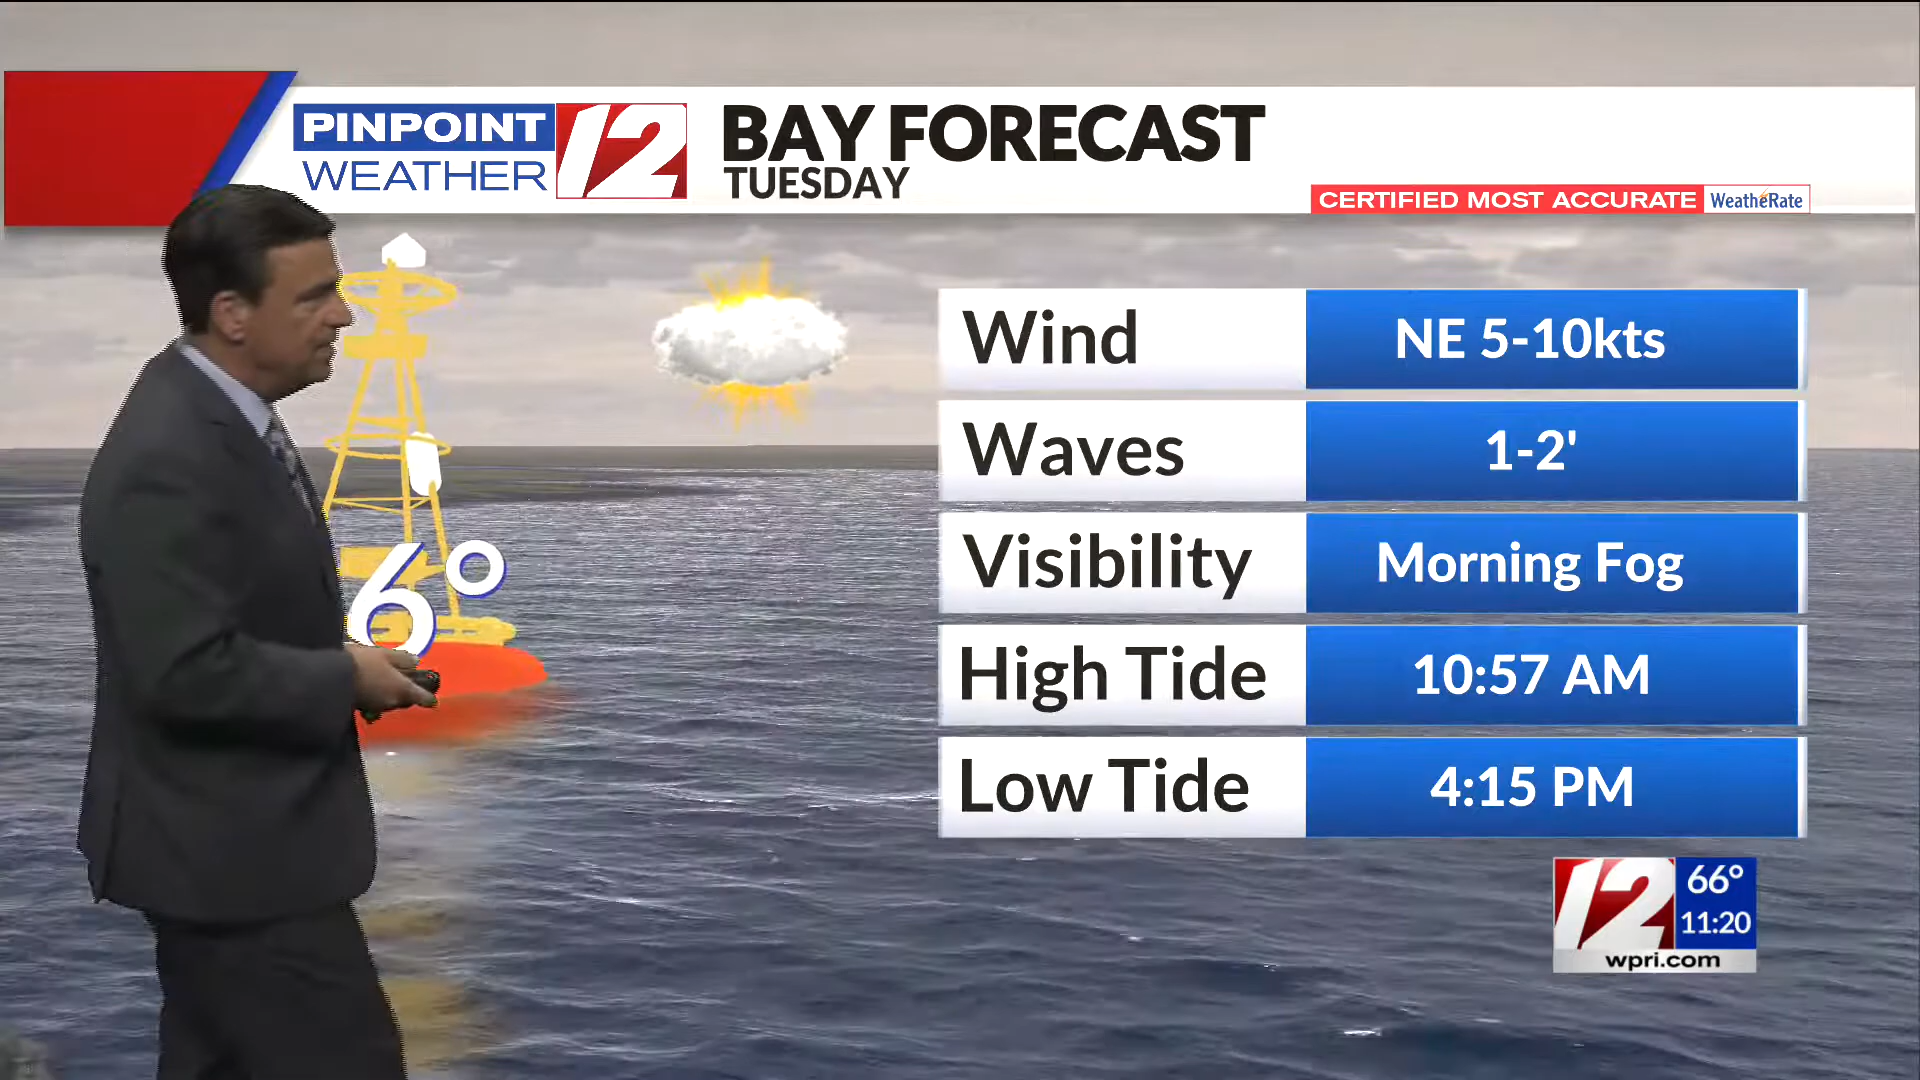 PINPOINT
WEATHER
12
BAY FORECAST
TUESDAY
CERTIFIED MOST ACCURATE
WeatheRate
Wind
NE 5-10kts
Waves
1-2'
Visibility
Morning Fog
6°
High Tide
10:57 AM
Low Tide
4:15 PM
12
66°
11:20
wpri.com